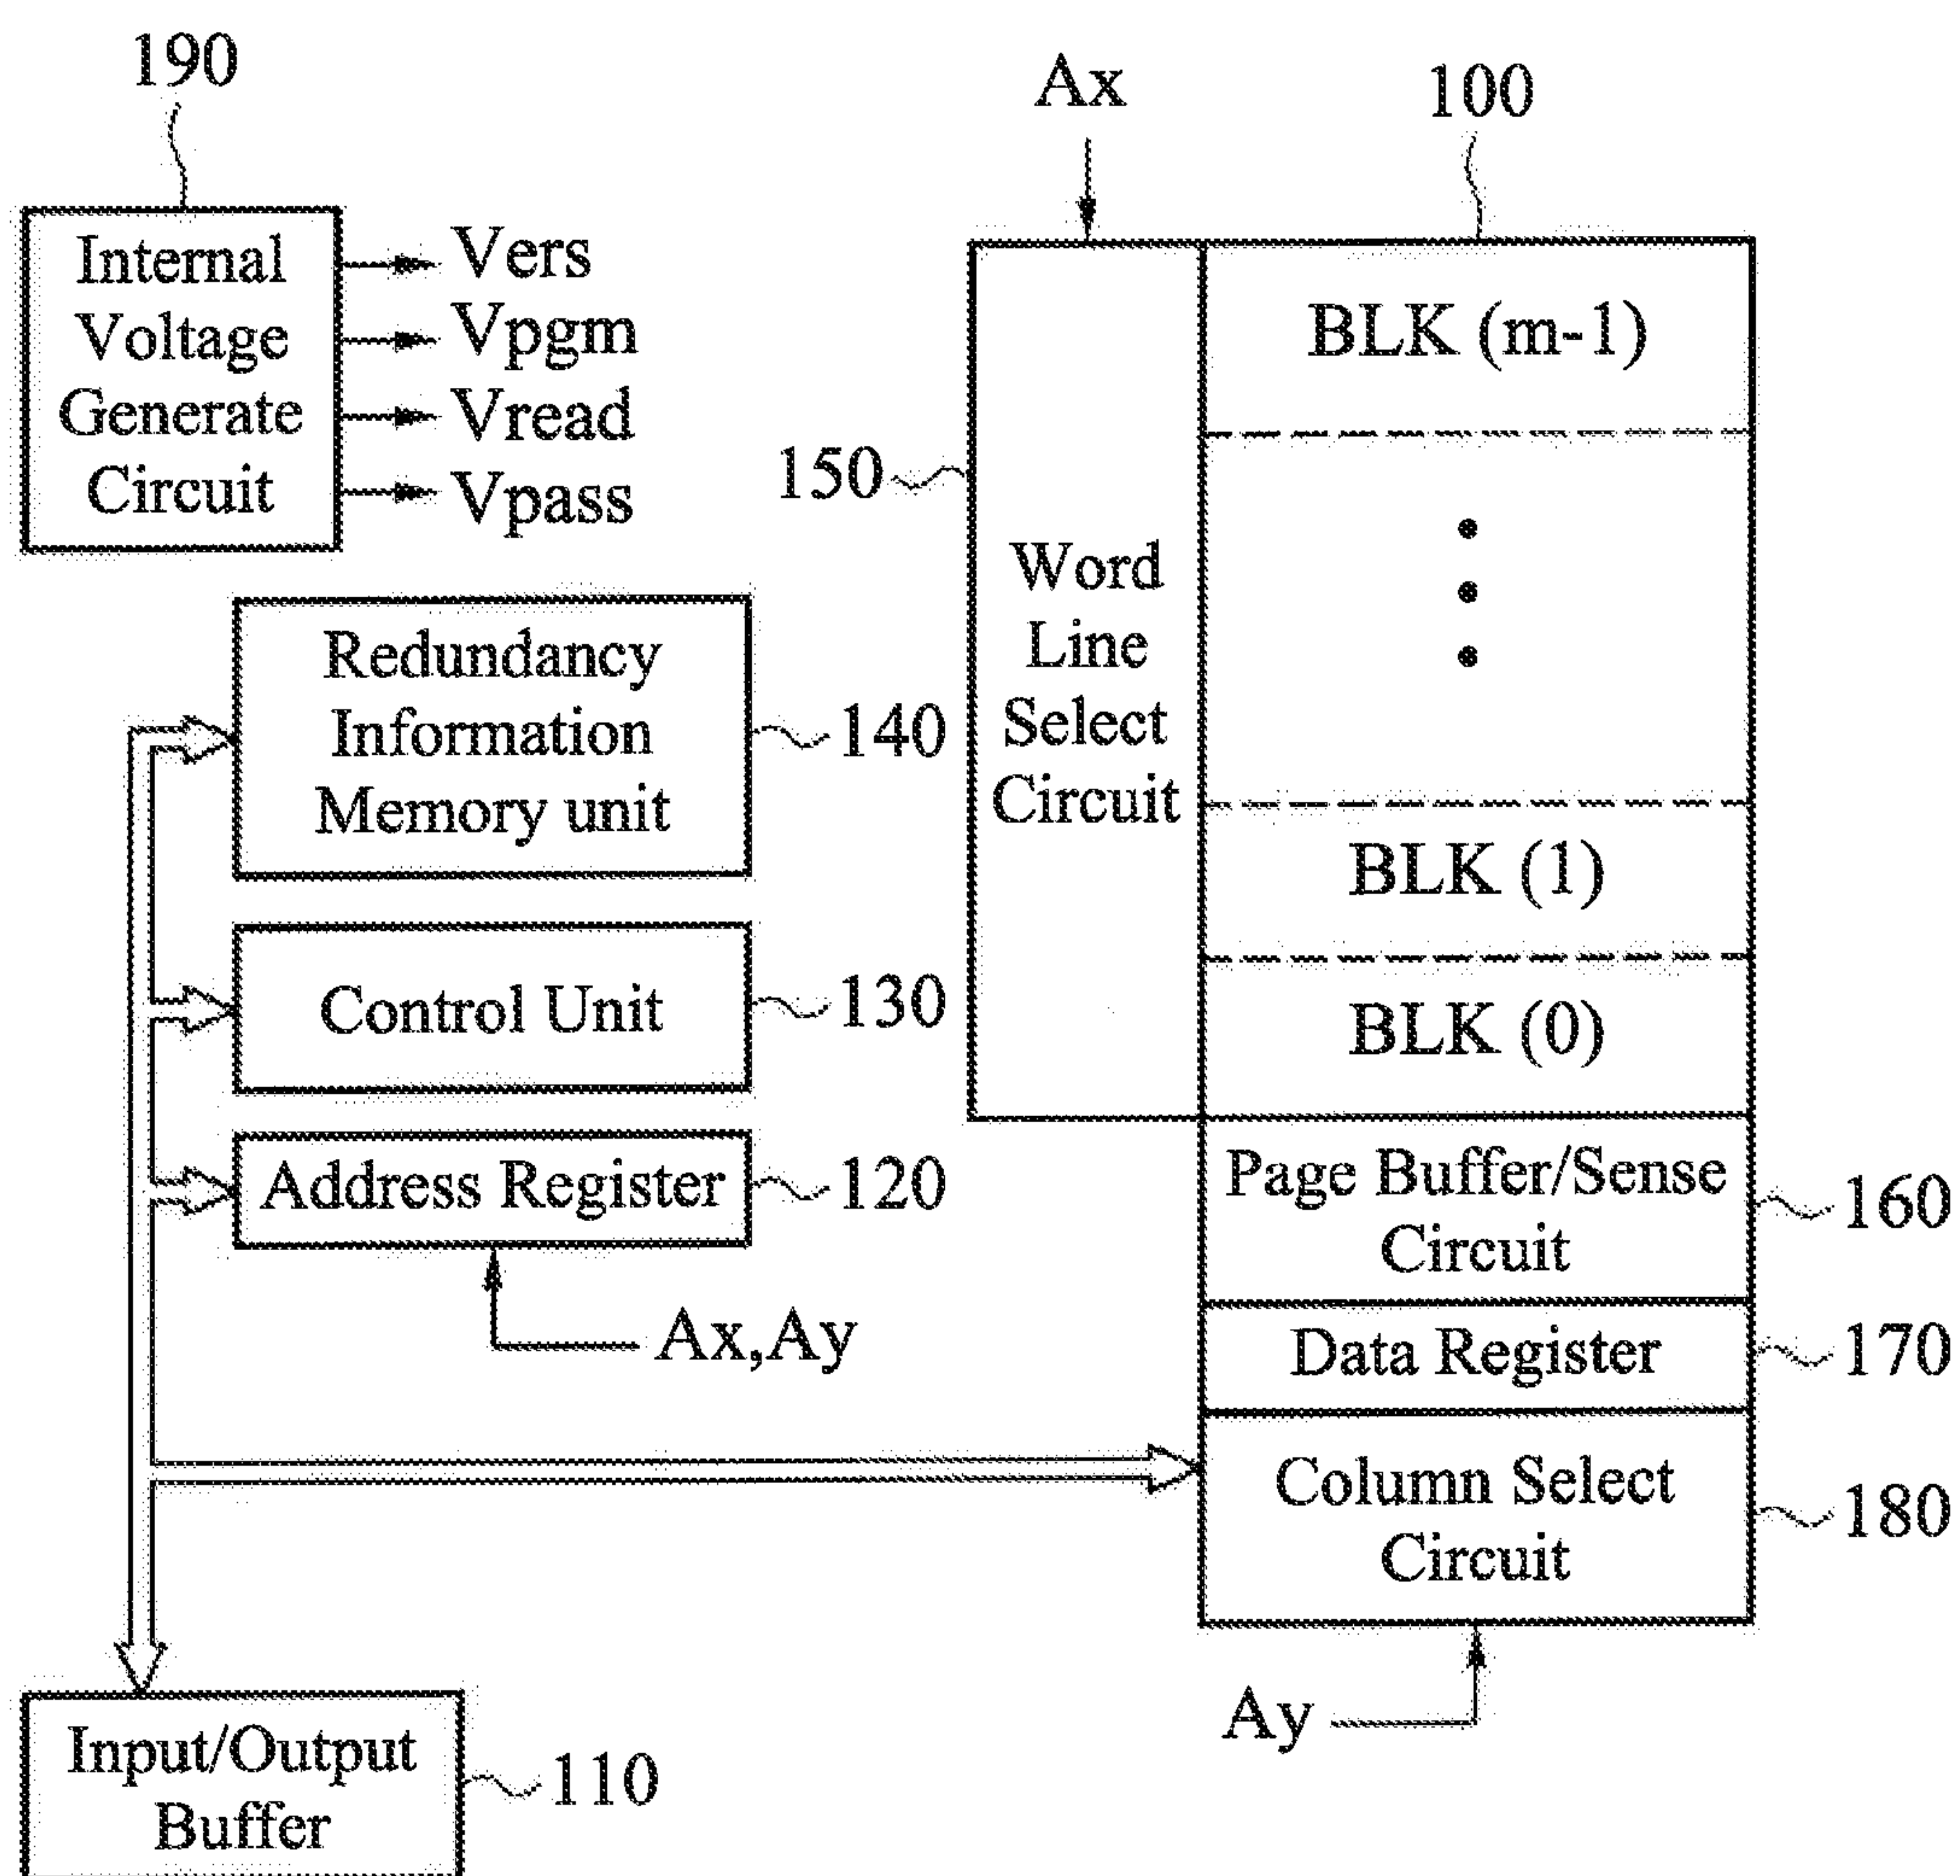 190
Internal
Voltage
Generate
Circuit
Vers
Vpgm
Vread
Vpass
Ax
100
150
Word
Line
Select
Circuit
BLK (m-1)
BLK (1)
BLK (0)
Redundancy
Information
Memory unit
140
Control Unit
130
Address Register
120
Ax,Ay
Page Buffer/Sense
Circuit
160
Data Register
170
Column Select
Circuit
180
Ay
Input/Output
Buffer
110